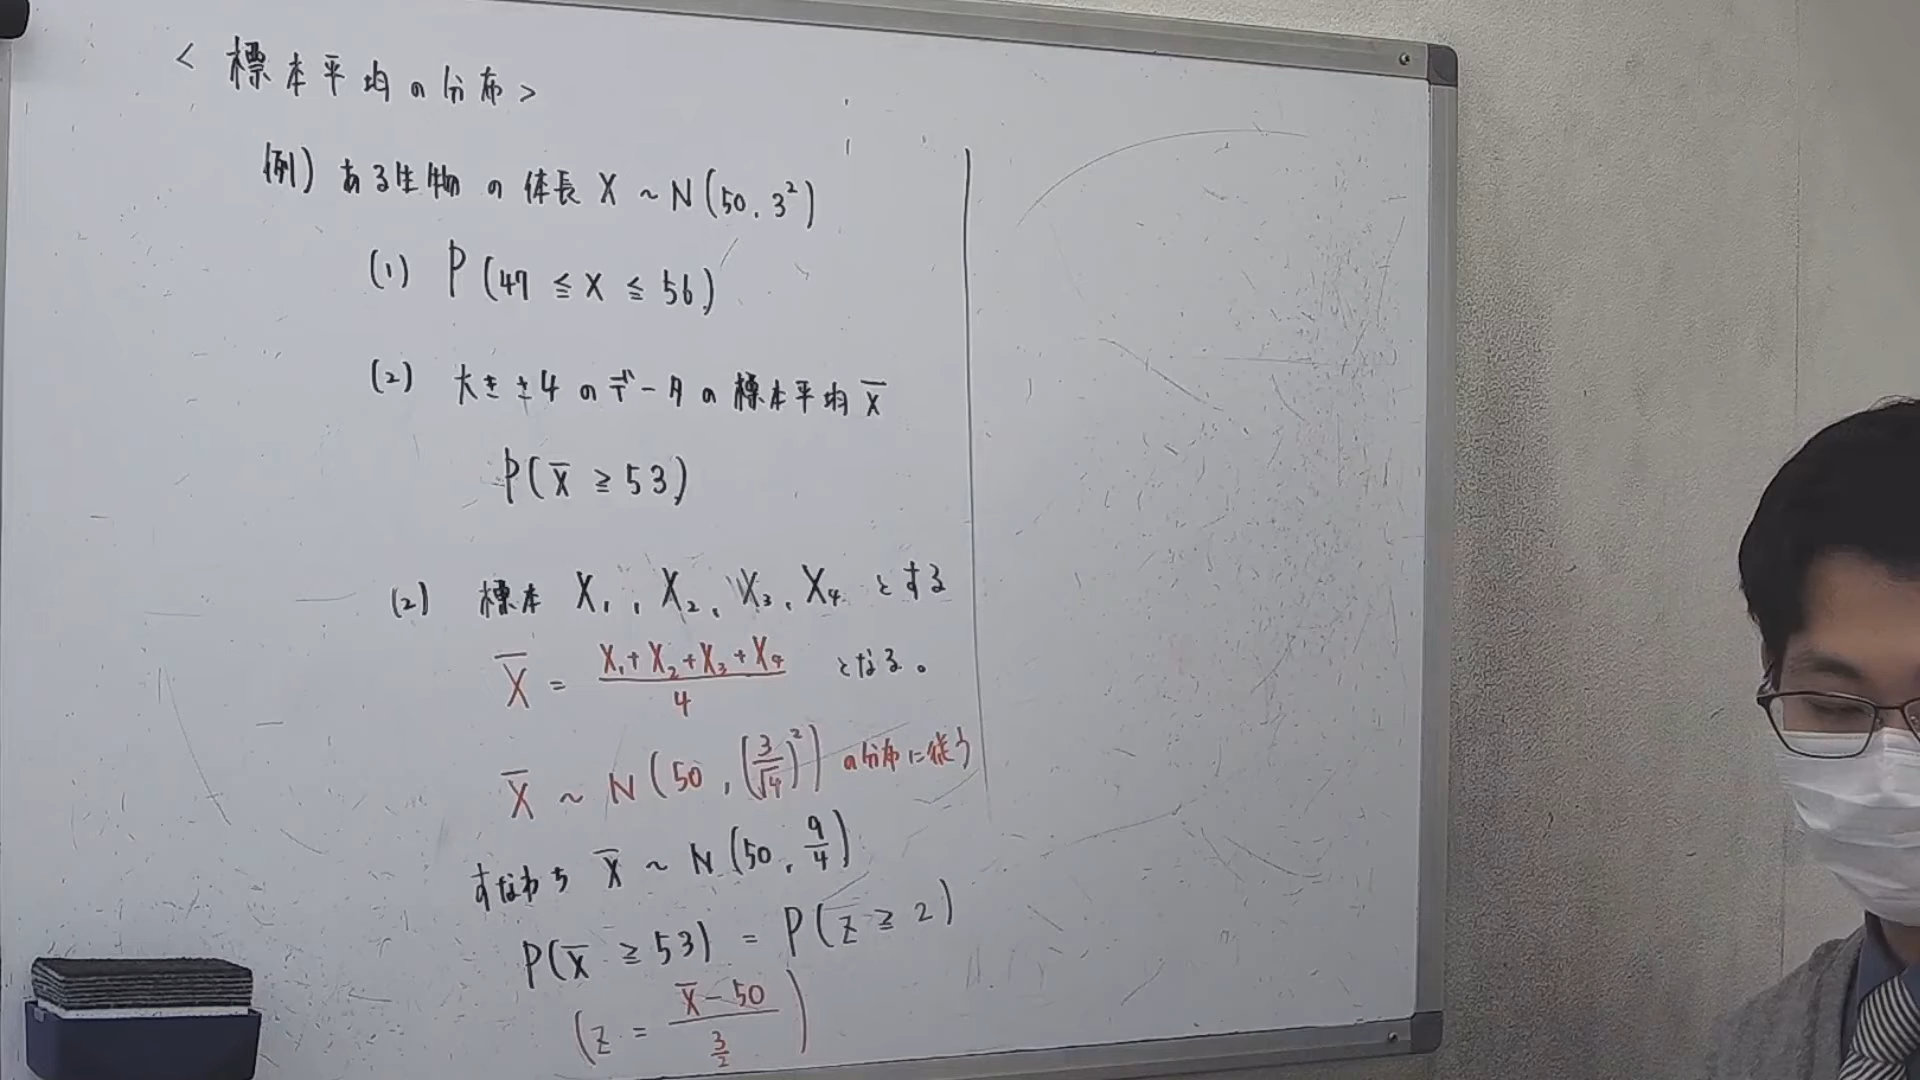 <標本平均の分布>
例) ある生物の体長 X ~ N(50, 3²)
(1) P(47 ≦ X ≦ 56)
(2) 大きさ4のデータの標本平均 X̄
P(X̄ ≧ 53)
(2) 標本 X₁, X₂, X₃, X₄ とする
X̄ = (X₁+X₂+X₃+X₄)/4 となる。
X̄ ~ N(50, (3/√4)²) の分布に従う
すなわち X̄ ~ N(50, 9/4)
P(X̄ ≧ 53) = P(Z ≧ 2)
(Z = (X̄-50)/(3/2))